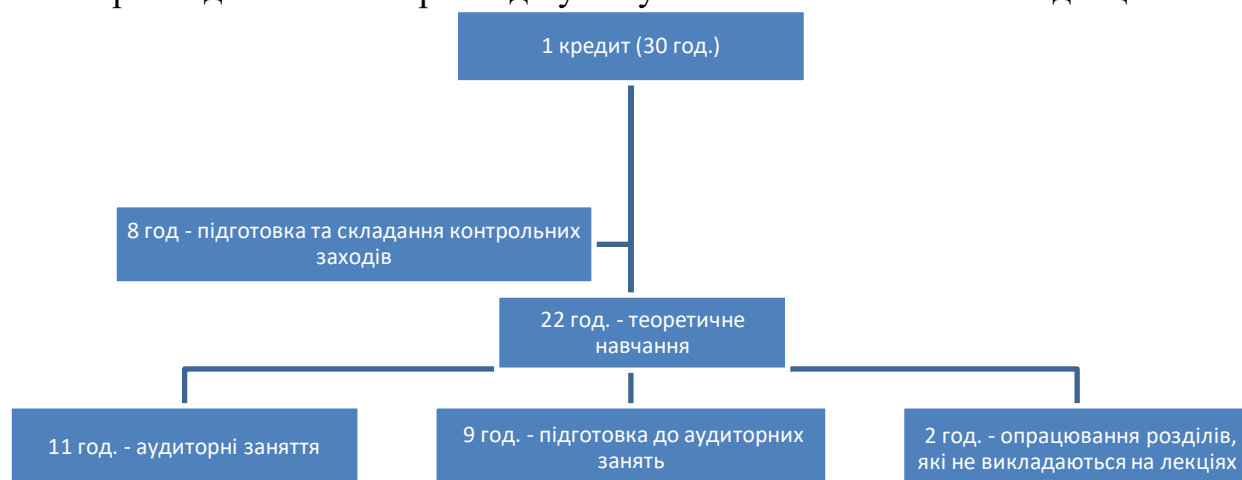 1 кредит (30 год.)
8 год - підготовка та складання контрольних
заходів
22 год. - теоретичне
навчання
11 год. - аудиторні заняття
9 год. - підготовка до аудиторних
занять
2 год. - опрацювання розділів,
які не викладаються на лекціях